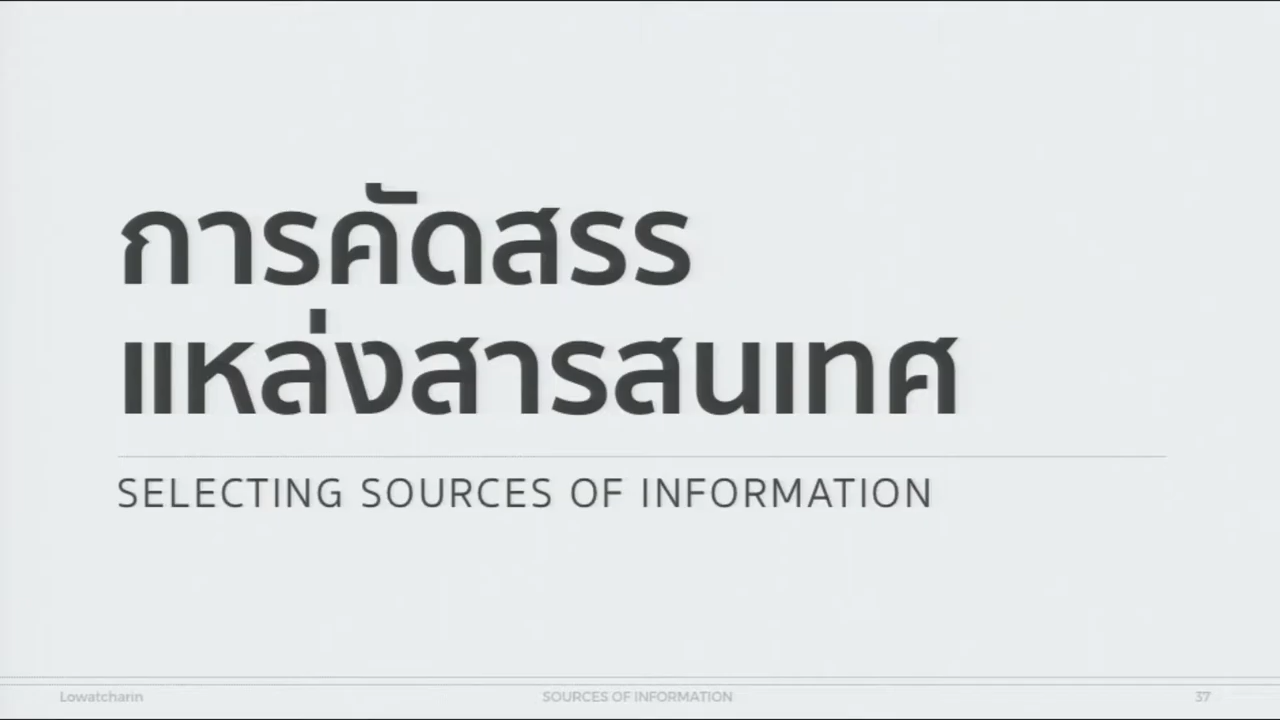 การคัดสรร
แหล่งสารสนเทศ
SELECTING SOURCES OF INFORMATION
Lowatcharin
SOURCES OF INFORMATION
37